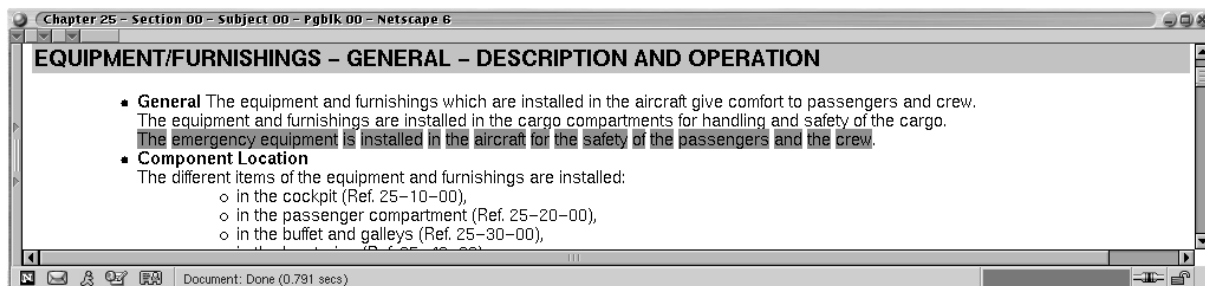 Chapter 25 – Section 00 – Subject 00 – Pgblk 00 – Netscape 6
EQUIPMENT/FURNISHINGS – GENERAL – DESCRIPTION AND OPERATION
• General The equipment and furnishings which are installed in the aircraft give comfort to passengers and crew.
The equipment and furnishings are installed in the cargo compartments for handling and safety of the cargo.
The emergency equipment is installed in the aircraft for the safety of the passengers and the crew.
• Component Location
The different items of the equipment and furnishings are installed:
○ in the cockpit (Ref. 25–10–00),
○ in the passenger compartment (Ref. 25–20–00),
○ in the buffet and galleys (Ref. 25–30–00),
Document: Done (0.791 secs)